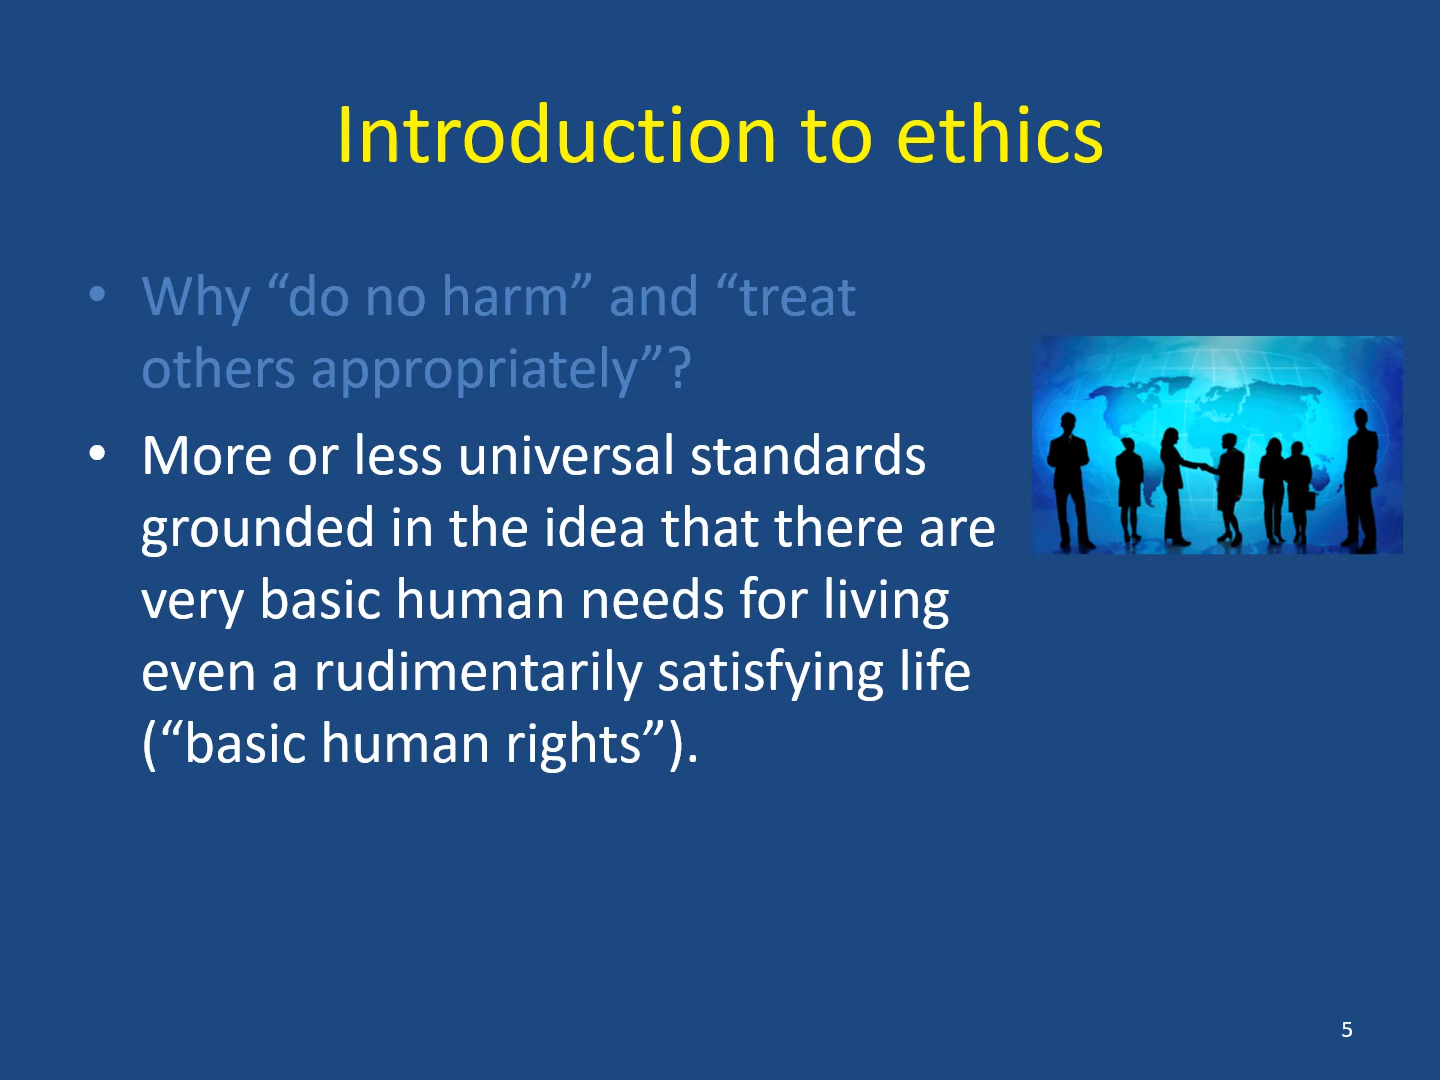 Introduction to ethics
• Why “do no harm” and “treat
others appropriately”?
• More or less universal standards
grounded in the idea that there are
very basic human needs for living
even a rudimentarily satisfying life
(“basic human rights”).
5